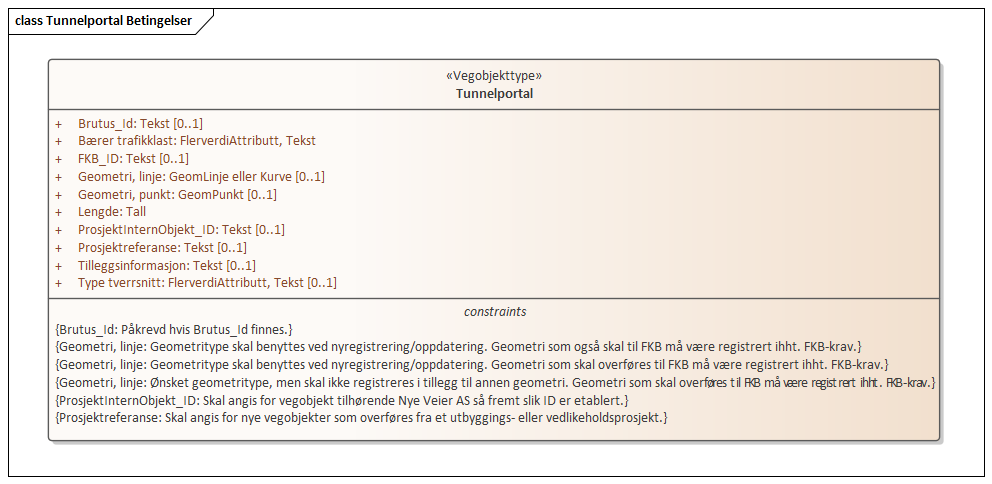 class Tunnelportal Betingelser
«Vegobjekttype»
Tunnelportal
+ Brutus_Id: Tekst [0..1]
+ Bærer trafikklast: FlerverdiAttributt, Tekst
+ FKB_ID: Tekst [0..1]
+ Geometri, linje: GeomLinje eller Kurve [0..1]
+ Geometri, punkt: GeomPunkt [0..1]
+ Lengde: Tall
+ ProsjektInternObjekt_ID: Tekst [0..1]
+ Prosjektreferanse: Tekst [0..1]
+ Tilleggsinformasjon: Tekst [0..1]
+ Type tverrsnitt: FlerverdiAttributt, Tekst [0..1]
constraints
{Brutus_Id: Påkrevd hvis Brutus_Id finnes.}
{Geometri, linje: Geometritype skal benyttes ved nyregistrering/oppdatering. Geometri som også skal til FKB må være registrert ihht. FKB-krav.}
{Geometri, linje: Geometritype skal benyttes ved nyregistrering/oppdatering. Geometri som skal overføres til FKB må være registrert ihht. FKB-krav.}
{Geometri, linje: Ønsket geometritype, men skal ikke registreres i tillegg til annen geometri. Geometri som skal overføres til FKB må være registrert ihht. FKB-krav.}
{ProsjektInternObjekt_ID: Skal angis for vegobjekt tilhørende Nye Veier AS så fremt slik ID er etablert.}
{Prosjektreferanse: Skal angis for nye vegobjekter som overføres fra et utbyggings- eller vedlikeholdsprosjekt.}